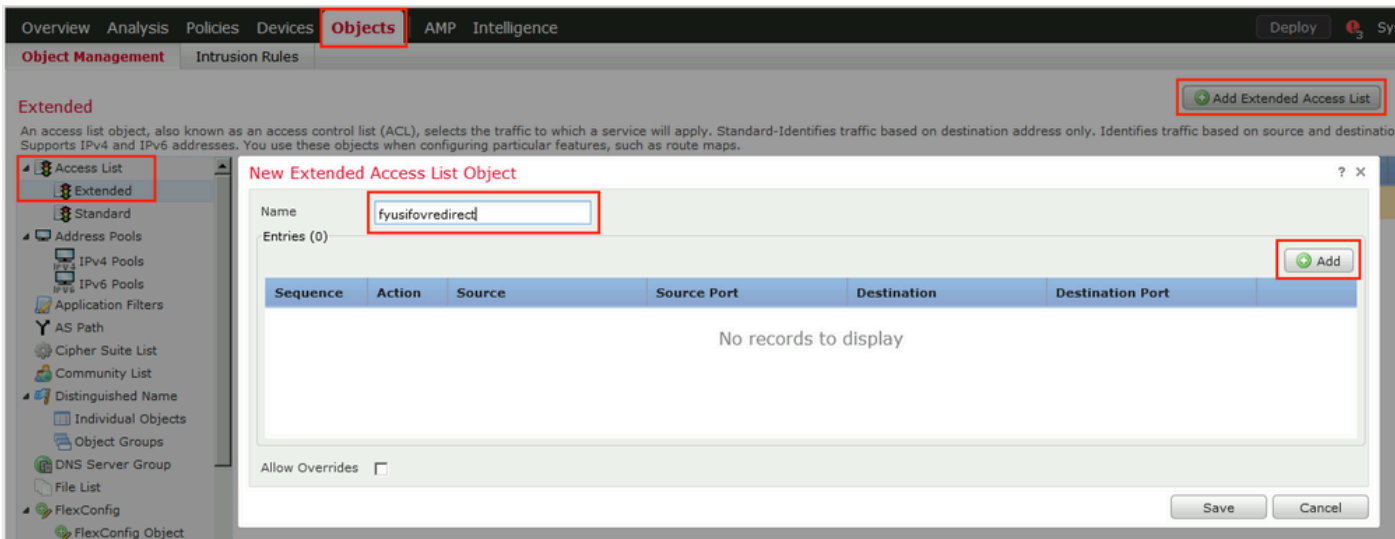 Overview Analysis Policies Devices Objects AMP Intelligence Deploy 3 Sy
Object Management Intrusion Rules
Extended
Add Extended Access List
An access list object, also known as an access control list (ACL), selects the traffic to which a service will apply. Standard-Identifies traffic based on destination address only. Identifies traffic based on source and destinatio
Supports IPv4 and IPv6 addresses. You use these objects when configuring particular features, such as route maps.
Access List
Extended
Standard
Address Pools
IPv4 Pools
IPv6 Pools
Application Filters
AS Path
Cipher Suite List
Community List
Distinguished Name
Individual Objects
Object Groups
DNS Server Group
File List
FlexConfig
FlexConfig Object
New Extended Access List Object ? ×
Name fyusifovredirect
Entries (0)
Add
Sequence Action Source Source Port Destination Destination Port
No records to display
Allow Overrides
Save Cancel